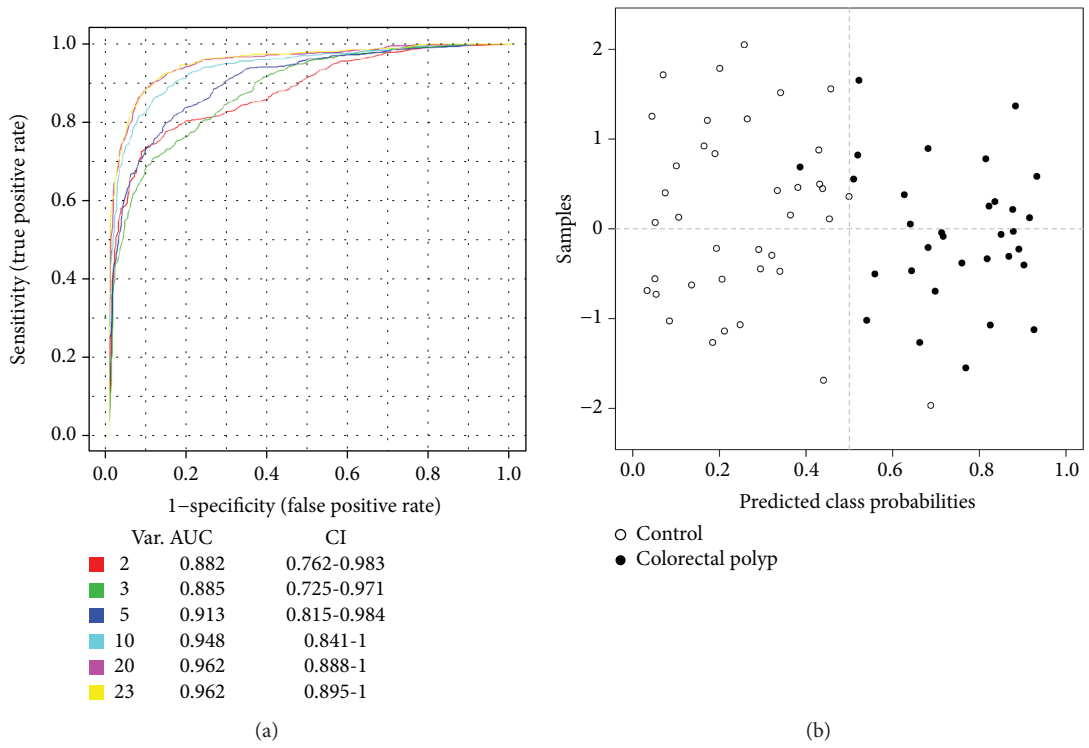 1.0
0.8
0.6
0.4
0.2
0.0
Sensitivity (true positive rate)
0.0 0.2 0.4 0.6 0.8 1.0
1−specificity (false positive rate)
Var. AUC CI
2 0.882 0.762-0.983
3 0.885 0.725-0.971
5 0.913 0.815-0.984
10 0.948 0.841-1
20 0.962 0.888-1
23 0.962 0.895-1
(a)
2
1
0
−1
−2
Samples
0.0 0.2 0.4 0.6 0.8 1.0
Predicted class probabilities
Control
Colorectal polyp
(b)